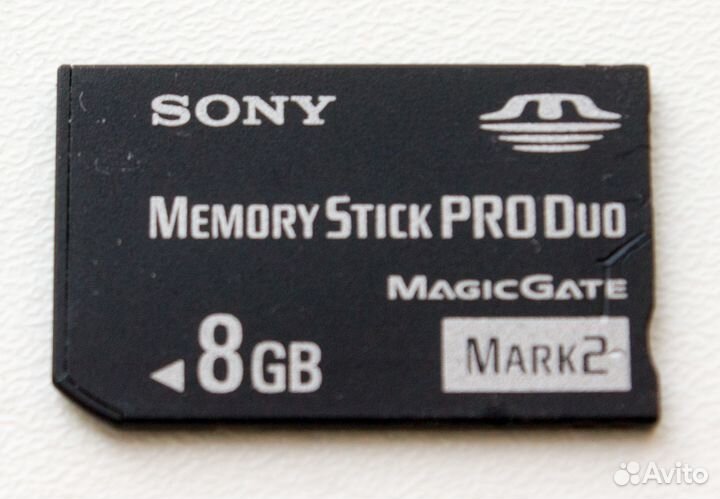 SONY
MEMORY STICK PRO DUO
MAGICGATE
8GB MARK2
Avito